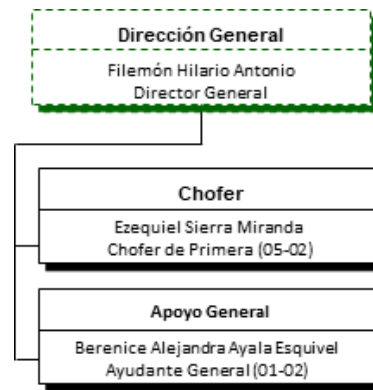 Dirección General
Filemón Hilario Antonio
Director General
Chofer
Ezequiel Sierra Miranda
Chofer de Primera (05-02)
Apoyo General
Berenice Alejandra Ayala Esquivel
Ayudante General (01-02)